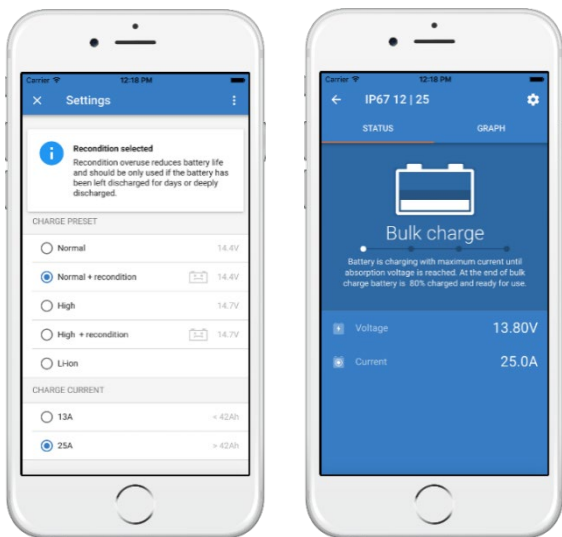 Carrier 12:18 PM
Settings
Recondition selected
Recondition overuse reduces battery life
and should be only used if the battery has
been left discharged for days or deeply
discharged.
CHARGE PRESET
Normal 14.4V
Normal + recondition 14.4V
High 14.7V
High + recondition 14.7V
Li-ion
CHARGE CURRENT
13A < 42Ah
25A > 42Ah
Carrier 12:18 PM
IP67 12 | 25
STATUS GRAPH
Bulk charge
Battery is charging with maximum current until
absorption voltage is reached. At the end of bulk
charge battery is 80% charged and ready for use.
Voltage 13.80V
Current 25.0A